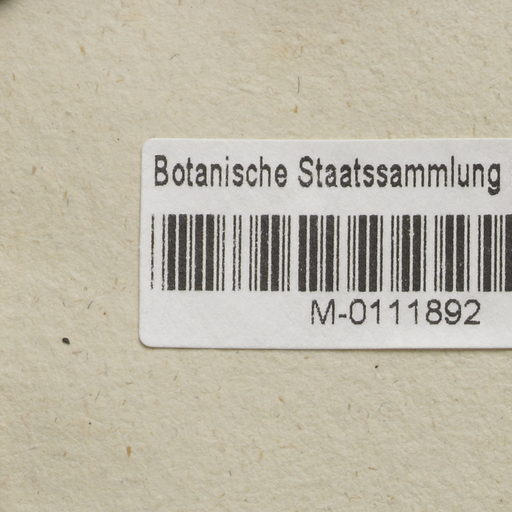 Botanische Staatssammlung
M-0111892